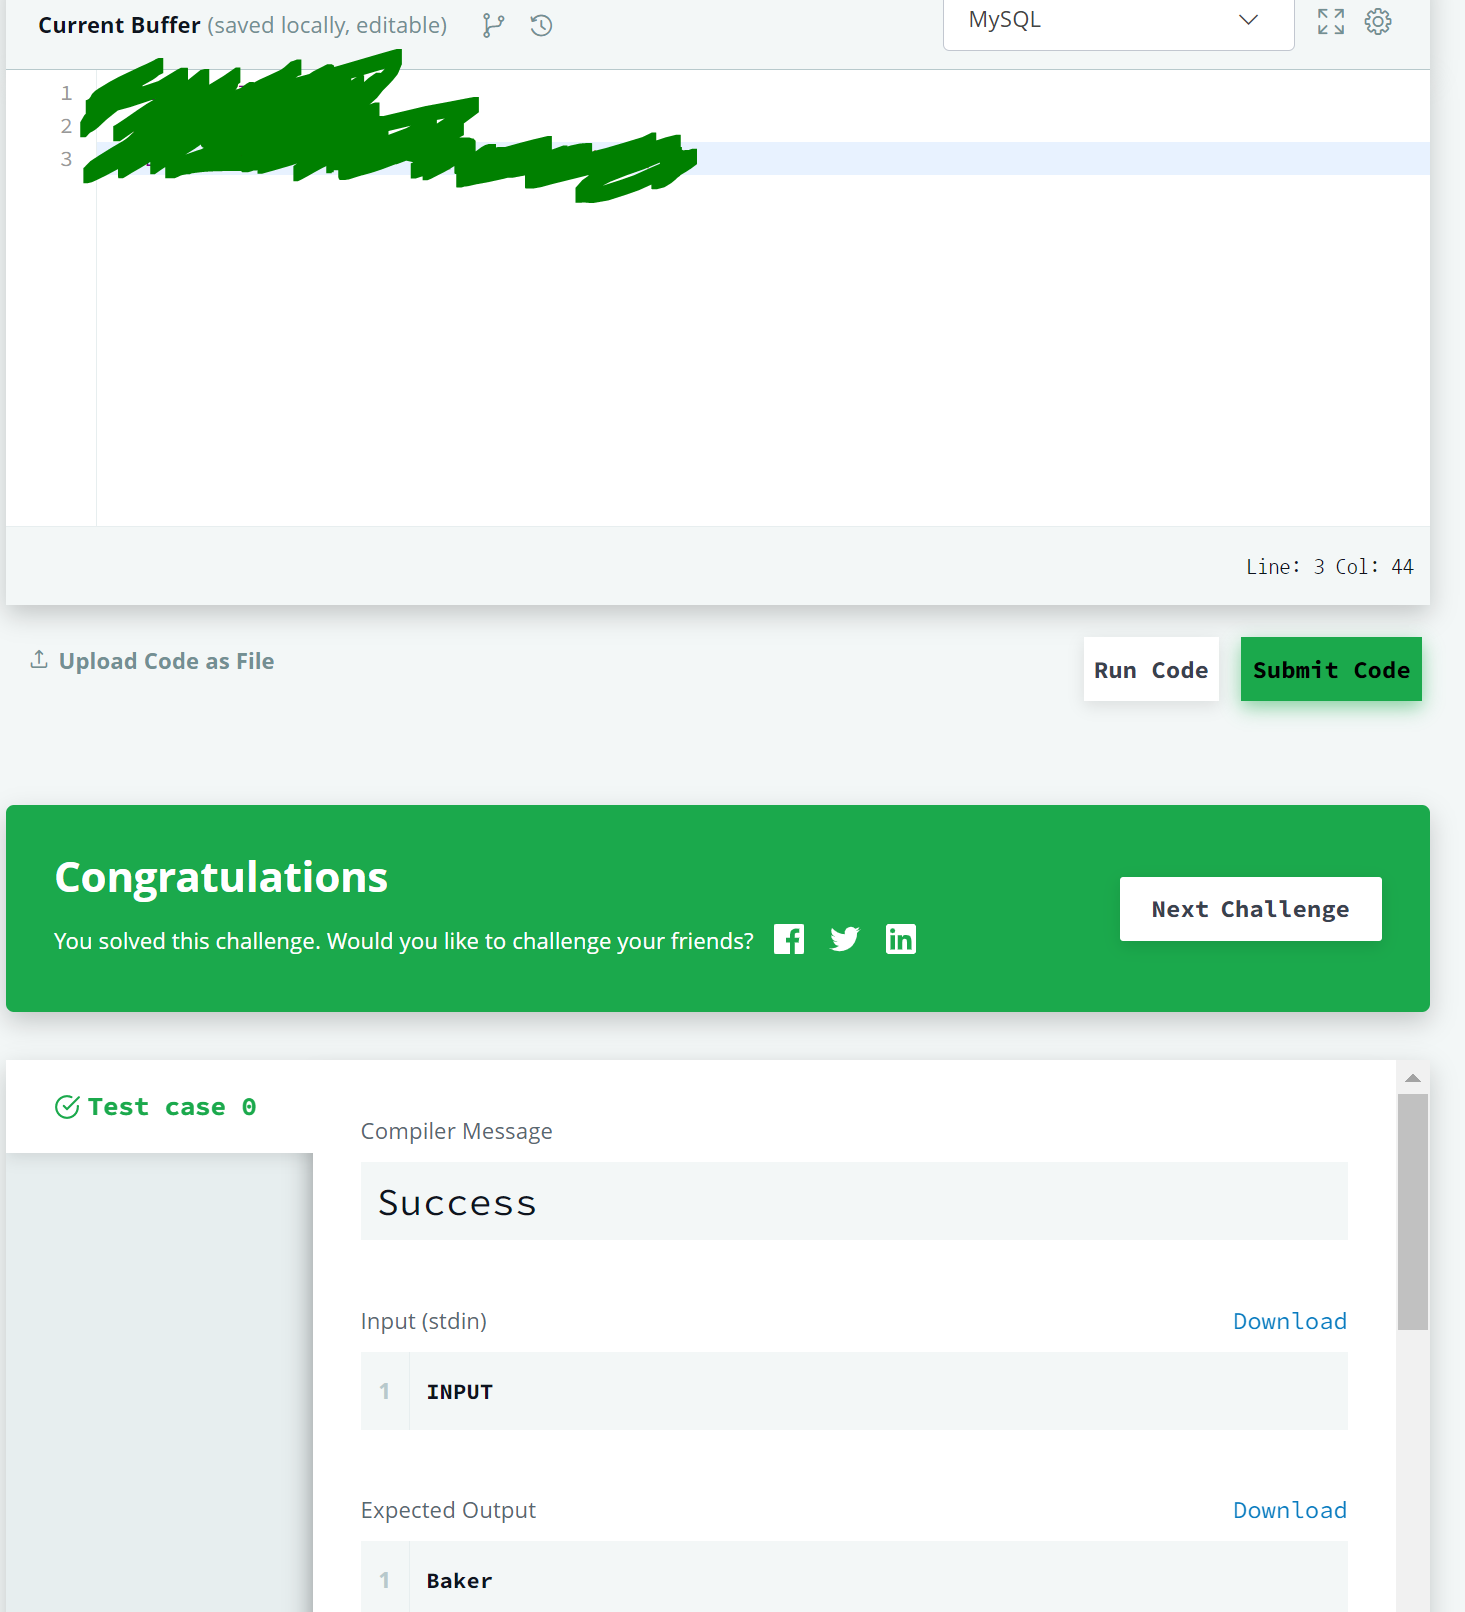 Current Buffer (saved locally, editable) MySQL
1
2
3
Line: 3 Col: 44
Upload Code as File Run Code Submit Code
Congratulations
You solved this challenge. Would you like to challenge your friends?
Next Challenge
Test case 0
Compiler Message
Success
Input (stdin) Download
1 INPUT
Expected Output Download
1 Baker